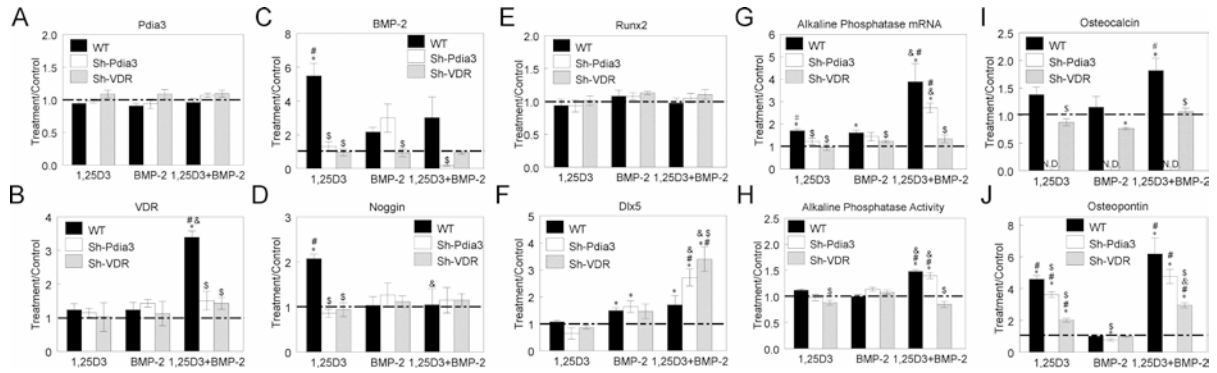 A
Pdia3
Treatment/Control
2.0
1.5
1.0
0.5
0.0
WT
Sh-Pdia3
Sh-VDR
1,25D3 BMP-2 1,25D3+BMP-2
B
VDR
Treatment/Control
4
3
2
1
0
WT
Sh-Pdia3
Sh-VDR
# &
*
$ $
1,25D3 BMP-2 1,25D3+BMP-2
C
BMP-2
Treatment/Control
8
6
4
2
0
WT
Sh-Pdia3
Sh-VDR
#
*
$ $ $ $
1,25D3 BMP-2 1,25D3+BMP-2
D
Noggin
Treatment/Control
3
2
1
0
WT
Sh-Pdia3
Sh-VDR
#
*
$ $ &
1,25D3 BMP-2 1,25D3+BMP-2
E
Runx2
Treatment/Control
2.0
1.5
1.0
0.5
0.0
WT
Sh-Pdia3
Sh-VDR
1,25D3 BMP-2 1,25D3+BMP-2
F
Dlx5
Treatment/Control
5
4
3
2
1
0
WT
Sh-Pdia3
Sh-VDR
* * *
&
#
*
& $
* #
1,25D3 BMP-2 1,25D3+BMP-2
G
Alkaline Phosphatase mRNA
Treatment/Control
6
5
4
3
2
1
0
WT
Sh-Pdia3
Sh-VDR
#
*
$ $ * $
& #
*
#
&
*
$
$
1,25D3 BMP-2 1,25D3+BMP-2
H
Alkaline Phosphatase Activity
Treatment/Control
2.5
2.0
1.5
1.0
0.5
0.0
WT
Sh-Pdia3
Sh-VDR
$
&
#
*
&
#
*
$
1,25D3 BMP-2 1,25D3+BMP-2
I
Osteocalcin
Treatment/Control
2.5
2.0
1.5
1.0
0.5
0.0
WT
Sh-VDR
$ *
$
#
*
$
N.D. N.D. N.D.
1,25D3 BMP-2 1,25D3+BMP-2
J
Osteopontin
Treatment/Control
8
6
4
2
0
WT
Sh-Pdia3
Sh-VDR
#
*
$
#
*
$
#
*
$
#
*
#
*
$
&
#
*
1,25D3 BMP-2 1,25D3+BMP-2